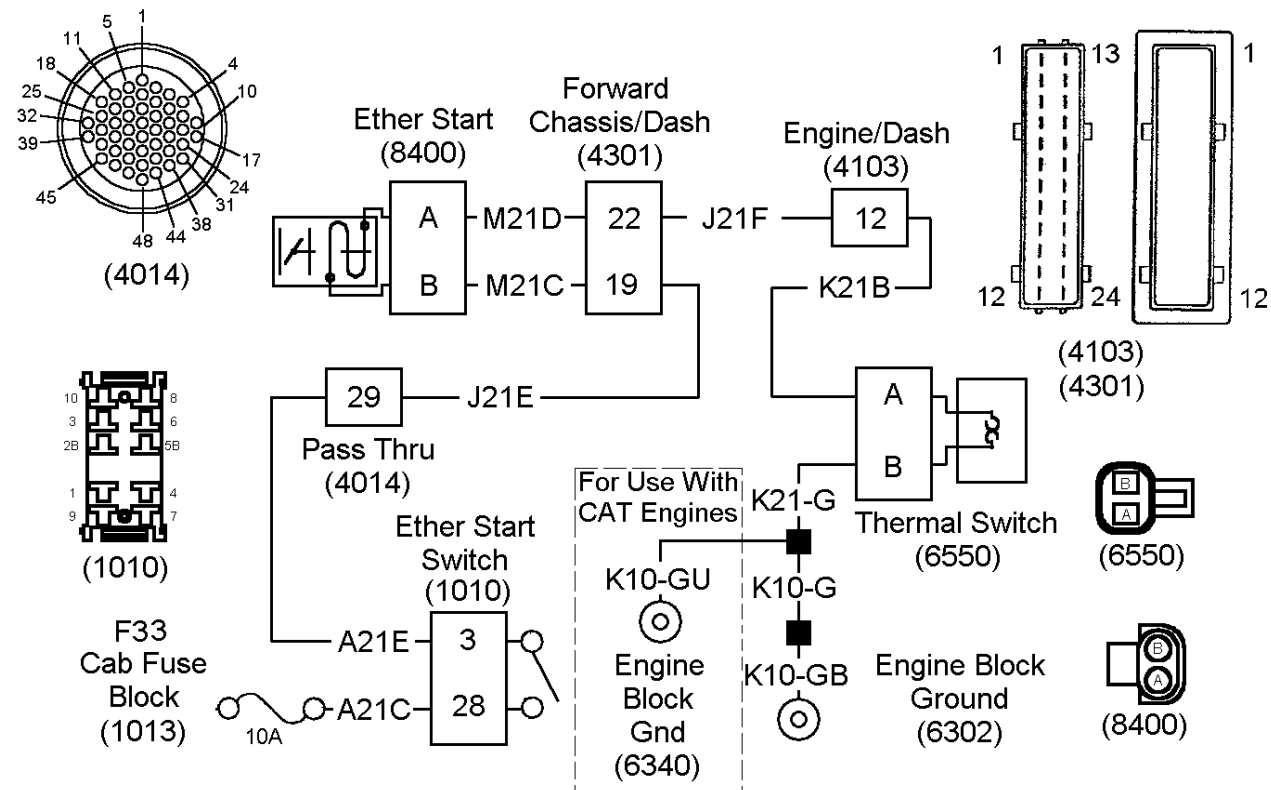 1
5
11
18
25
32
39
45
4
10
17
24
31
38
44
48
(4014)
Ether Start
(8400)
A
B
M21D
M21C
Forward
Chassis/Dash
(4301)
22
19
J21F
Engine/Dash
(4103)
12
K21B
1
13
12
24
1
12
(4103)
(4301)
10
8
3
6
2B
5B
1
4
9
7
(1010)
29
J21E
Pass Thru
(4014)
Ether Start
Switch
(1010)
A21E
3
A21C
28
F33
Cab Fuse
Block
(1013)
10A
For Use With
CAT Engines
K10-GU
Engine
Block
Gnd
(6340)
A
B
Thermal Switch
(6550)
K21-G
K10-G
K10-GB
Engine Block
Ground
(6302)
B
A
(6550)
B
A
(8400)